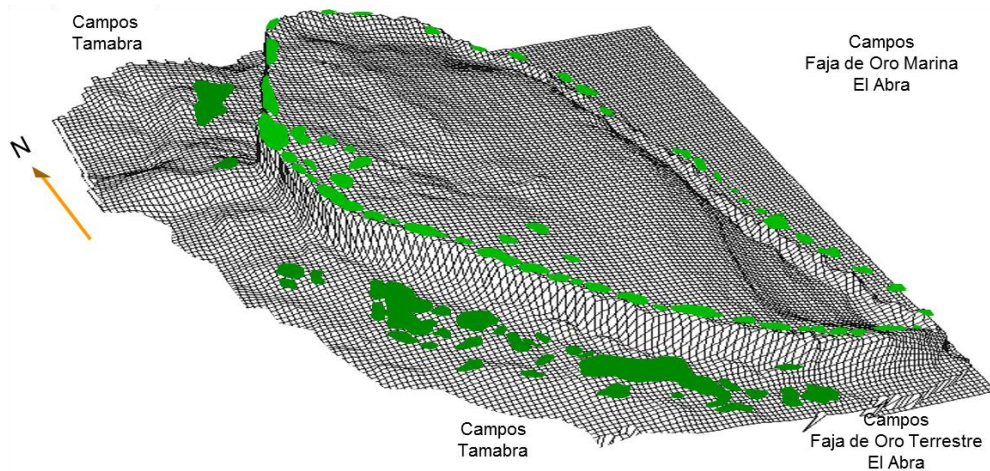 Campos
Tamabra
Campos
Faja de Oro Marina
El Abra
N
Campos
Tamabra
Campos
Faja de Oro Terrestre
El Abra